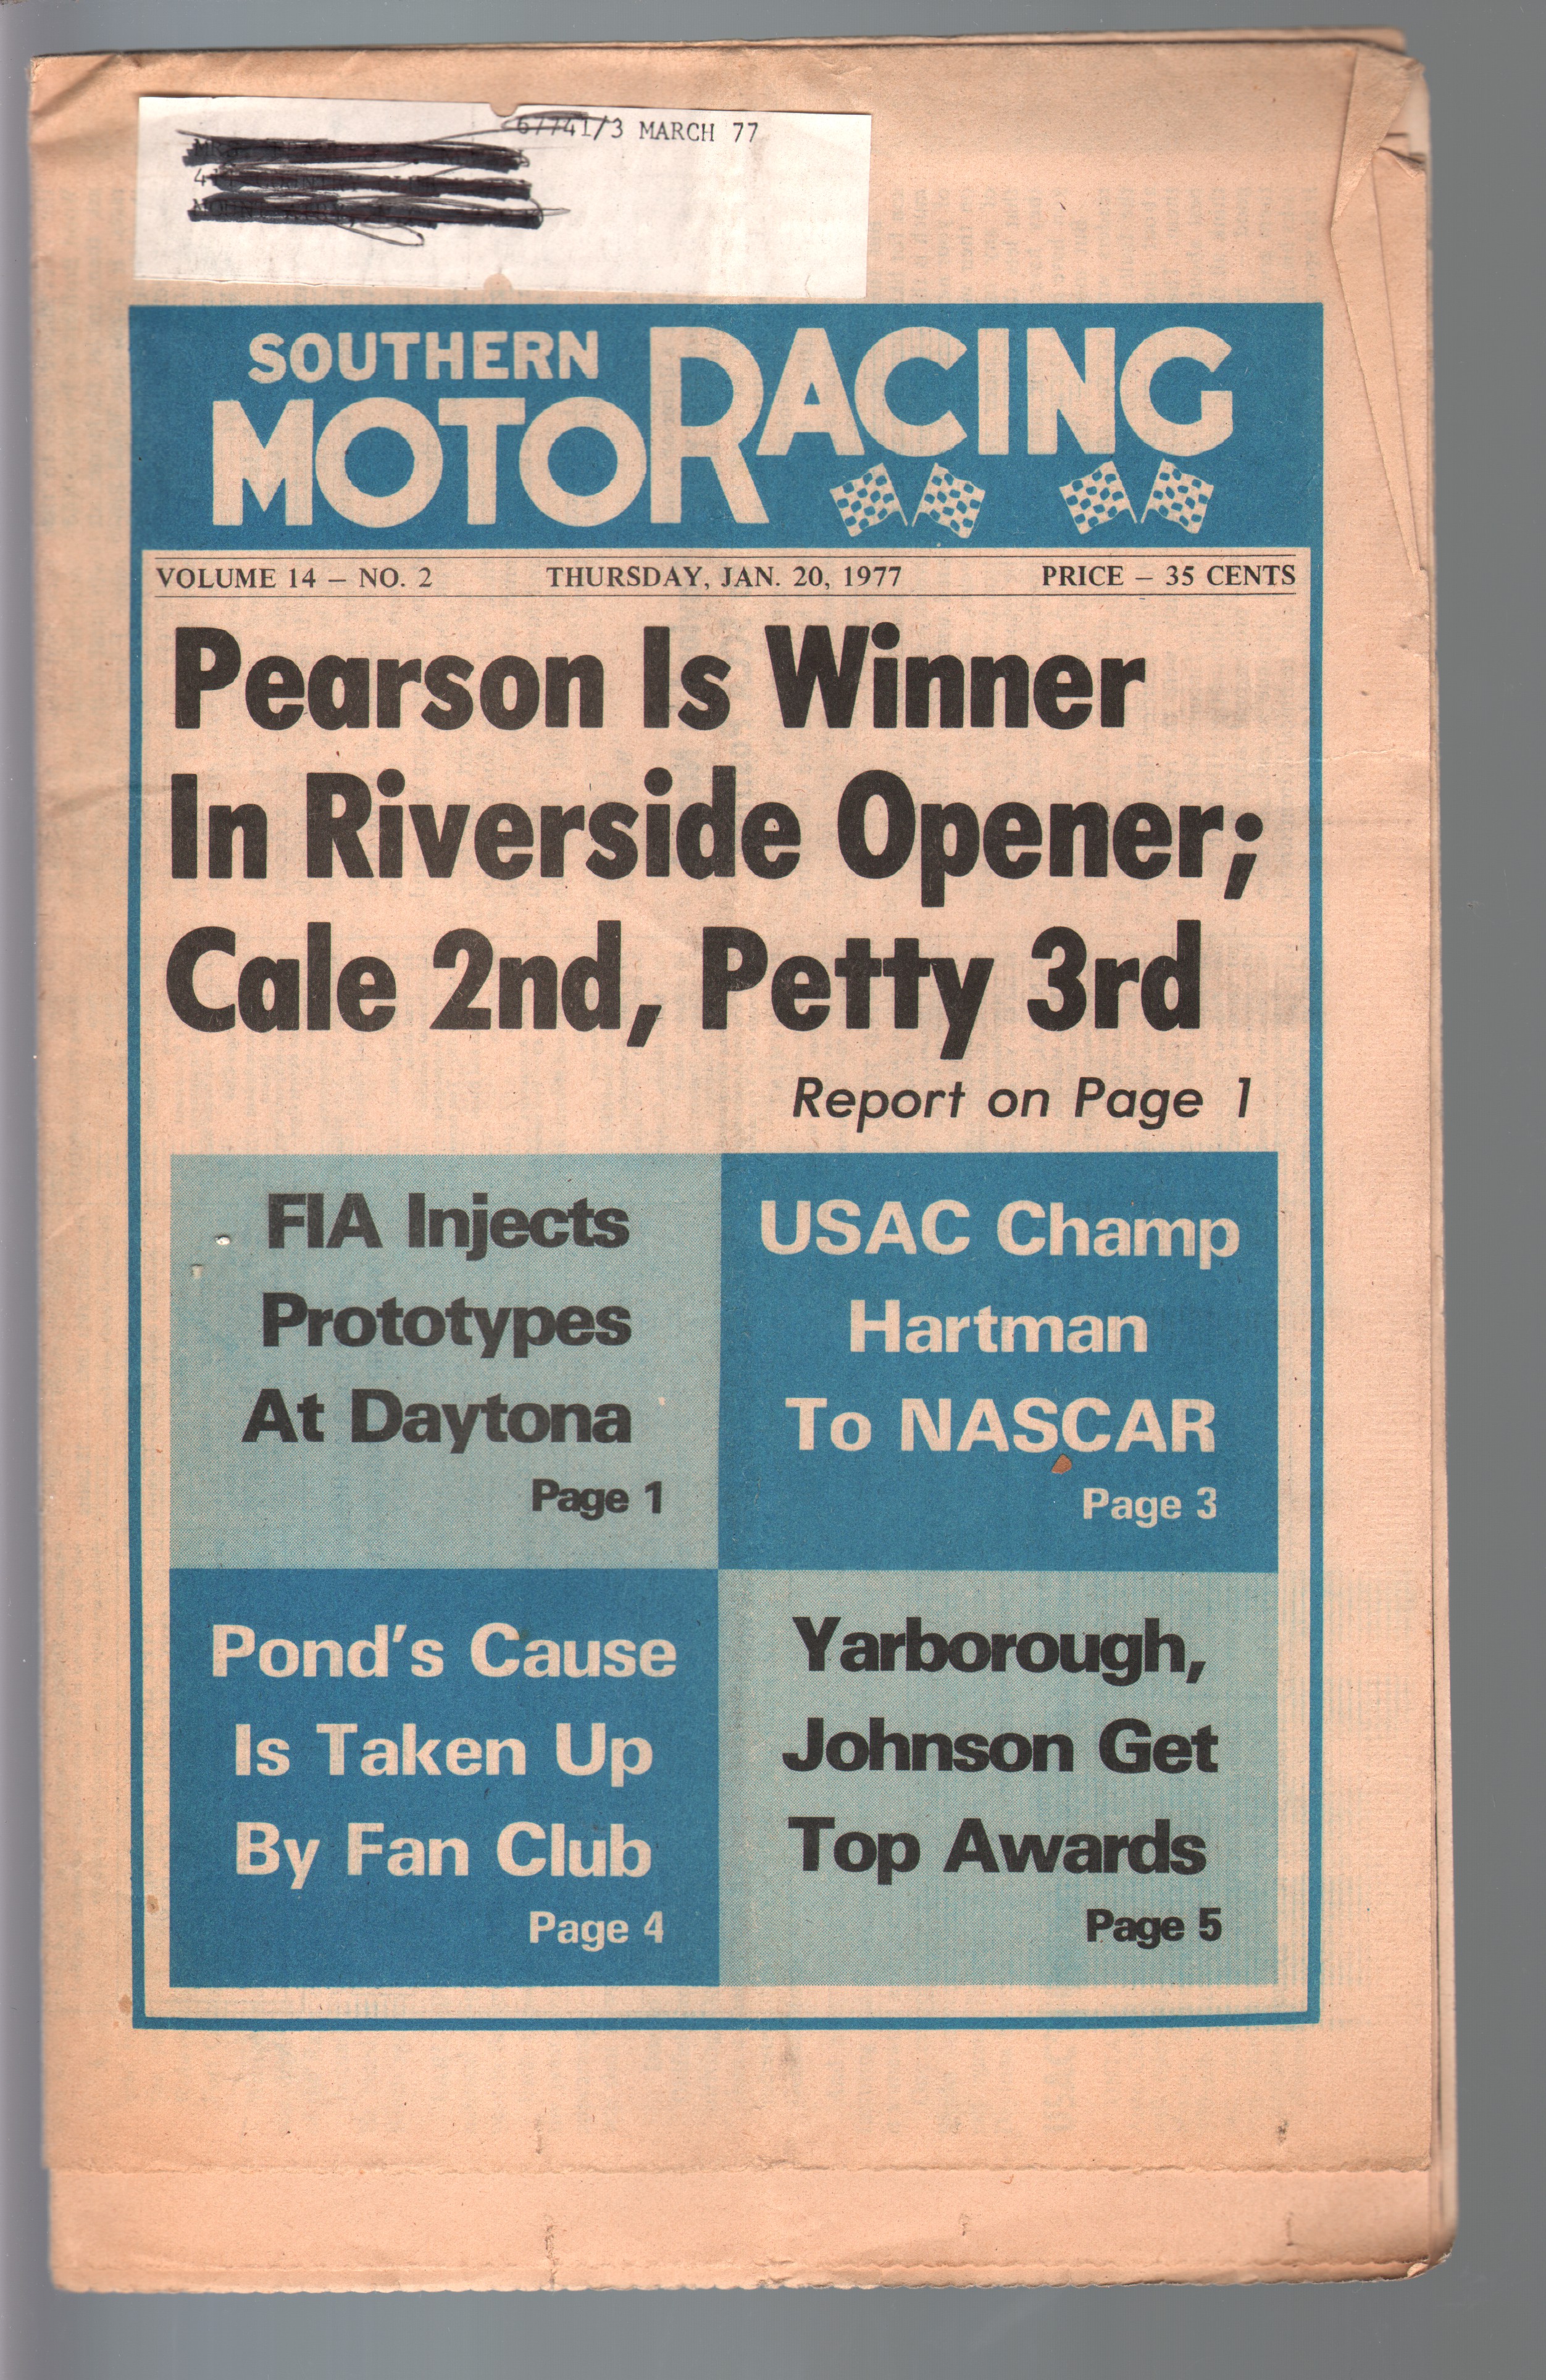 67741/3 MARCH 77
SOUTHERN
MOTORACING
VOLUME 14 – NO. 2 THURSDAY, JAN. 20, 1977 PRICE – 35 CENTS
Pearson Is Winner
In Riverside Opener;
Cale 2nd, Petty 3rd
Report on Page 1
FIA Injects
Prototypes
At Daytona
Page 1
USAC Champ
Hartman
To NASCAR
Page 3
Pond's Cause
Is Taken Up
By Fan Club
Page 4
Yarborough,
Johnson Get
Top Awards
Page 5